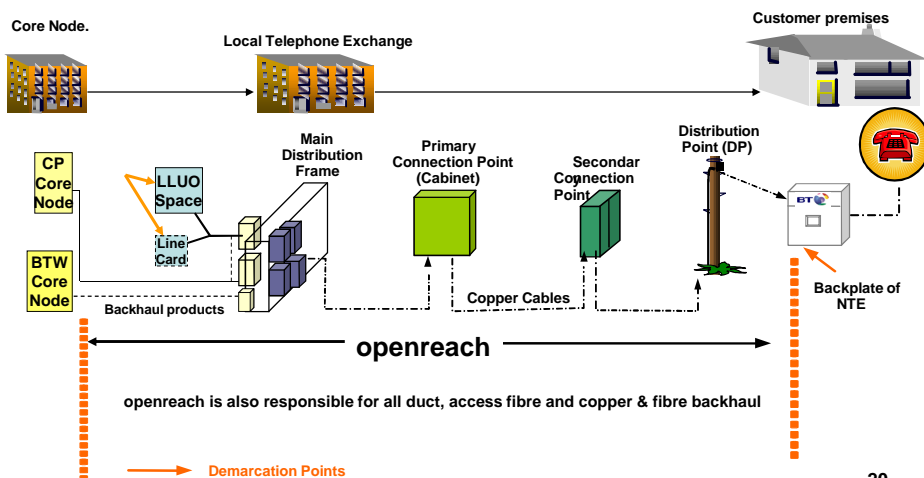 Core Node.
Local Telephone Exchange
Customer premises
Main
Distribution
Frame
Primary
Connection Point
(Cabinet)
Secondar
y
Connection
Point
Distribution
Point (DP)
CP
Core
Node
LLUO
Space
Line
Card
BTW
Core
Node
Backhaul products
Copper Cables
BT
Backplate of
NTE
openreach
openreach is also responsible for all duct, access fibre and copper & fibre backhaul
Demarcation Points